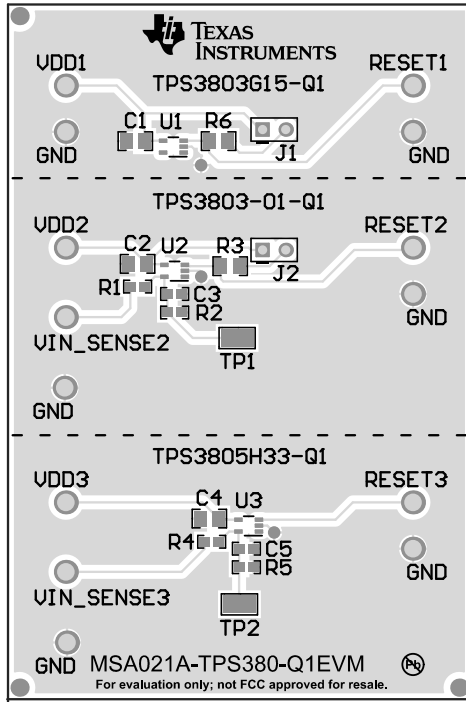 TEXAS
INSTRUMENTS
VDD1
RESET1
TPS3803G15-Q1
C1 U1 R6
J1
GND
GND
TPS3803-01-Q1
VDD2
RESET2
C2 U2 R3
J2
R1
C3
R2
GND
VIN_SENSE2
TP1
GND
TPS3805H33-Q1
VDD3
RESET3
C4 U3
R4
C5
R5
GND
VIN_SENSE3
TP2
GND
MSA021A-TPS380-Q1EVM
Pb
For evaluation only; not FCC approved for resale.